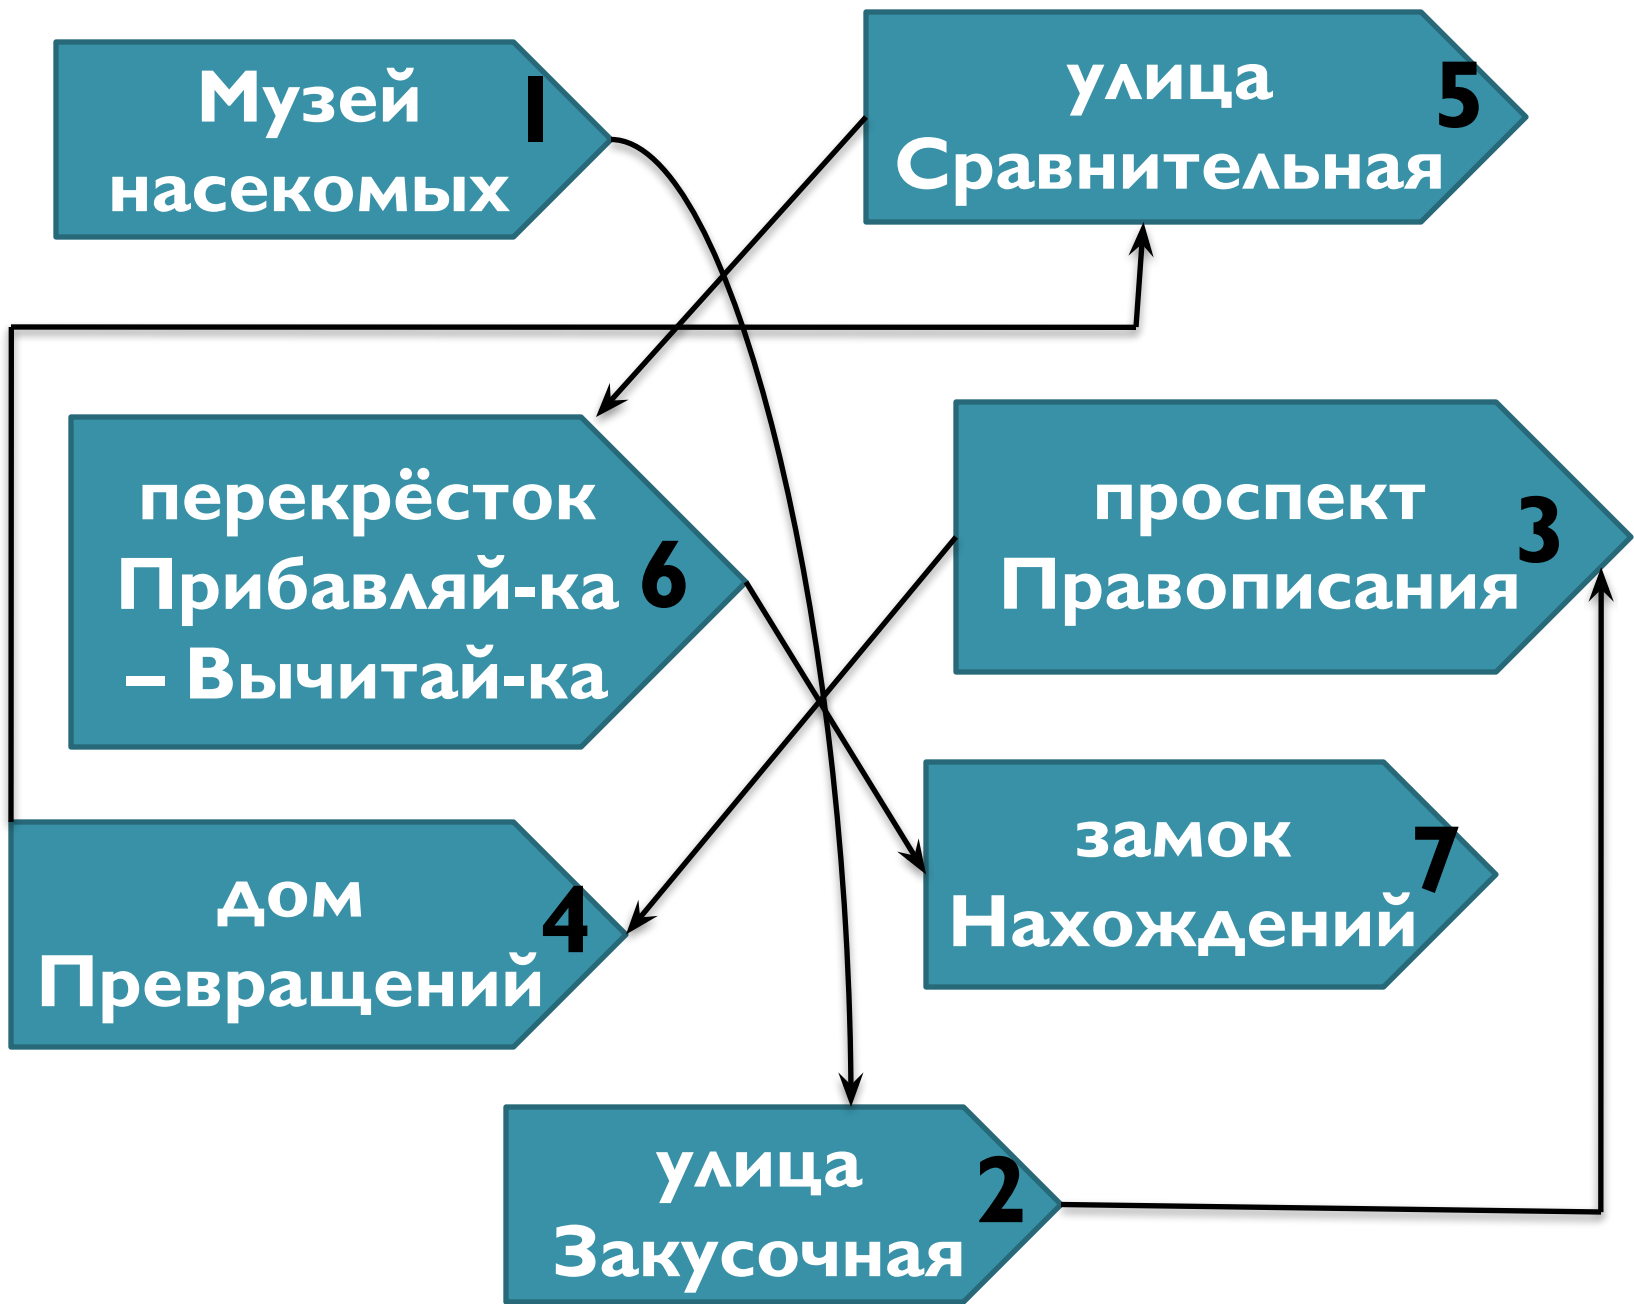 Музей
насекомых
1
улица
Сравнительная
5
перекрёсток
Прибавляй-ка
– Вычитай-ка
6
проспект
Правописания
3
дом
Превращений
4
замок
Нахождений
7
улица
Закусочная
2